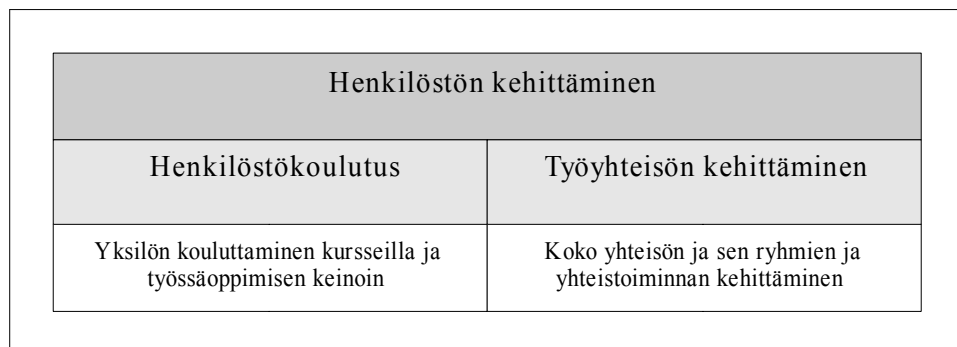 Henkilöstön kehittäminen
Henkilöstökoulutus
Työyhteisön kehittäminen
Yksilön kouluttaminen kursseilla ja
työssäoppimisen keinoin
Koko yhteisön ja sen ryhmien ja
yhteistoiminnan kehittäminen